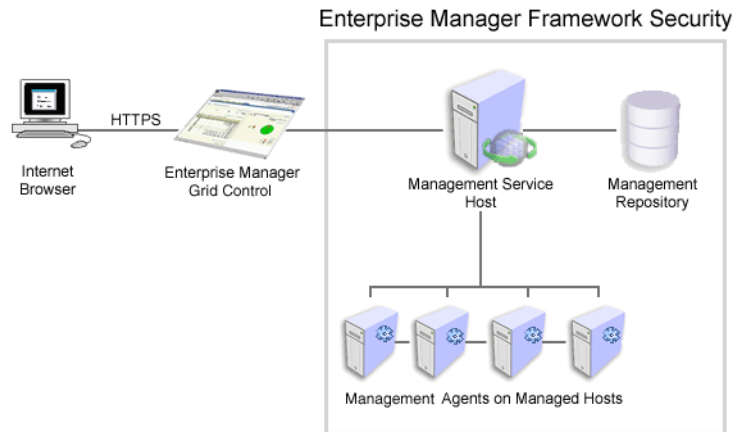 Enterprise Manager Framework Security
HTTPS
Internet
Browser
Enterprise Manager
Grid Control
Management Service
Host
Management
Repository
Management Agents on Managed Hosts